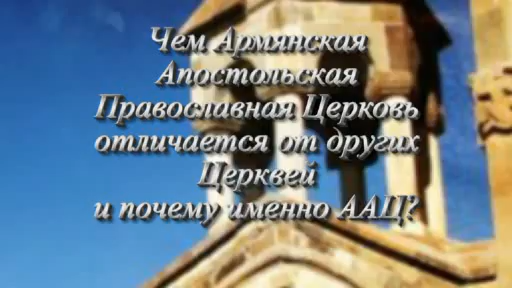 Чем Армянская
Апостольская
Православная Церковь
отличается от других
Церквей
и почему именно ААЦ?